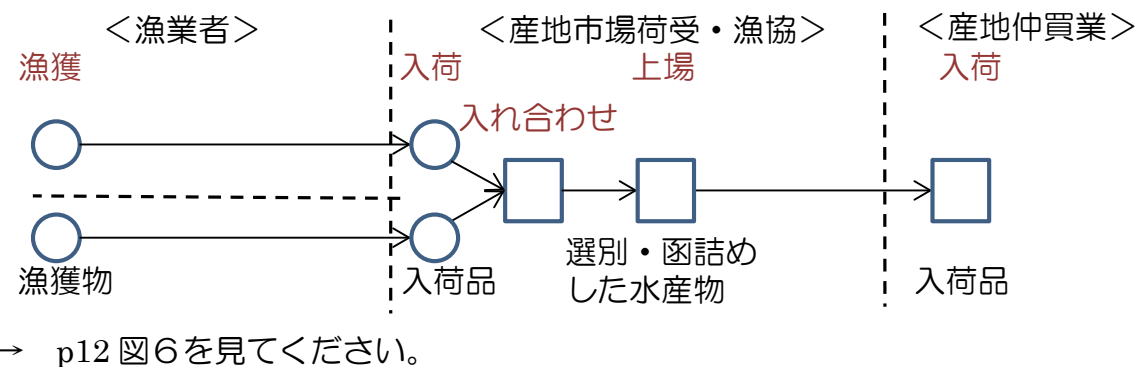 ＜漁業者＞ ＜産地市場荷受・漁協＞ ＜産地仲買業＞
漁獲 入荷 上場 入荷
入れ合わせ
漁獲物 入荷品 選別・函詰め
した水産物 入荷品
→ p12 図６を見てください。